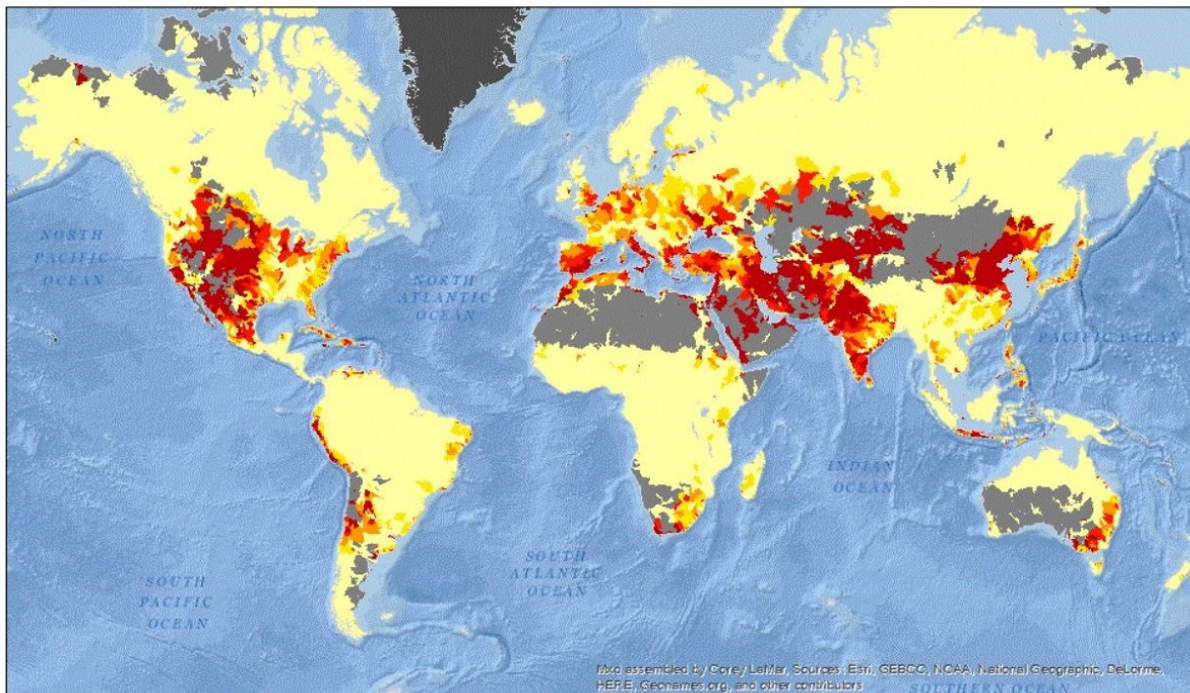 NORTH
PACIFIC
OCEAN
NORTH
ATLANTIC
OCEAN
PACIFIC OCEAN
INDIAN
OCEAN
SOUTH
ATLANTIC
OCEAN
SOUTH
PACIFIC
OCEAN
Map assembled by Corey LaMar, Sources: Esri, GEBCO, NOAA, National Geographic, DeLorme,
HERE, Geonames.org, and other contributors
SOUTHERN OCEAN